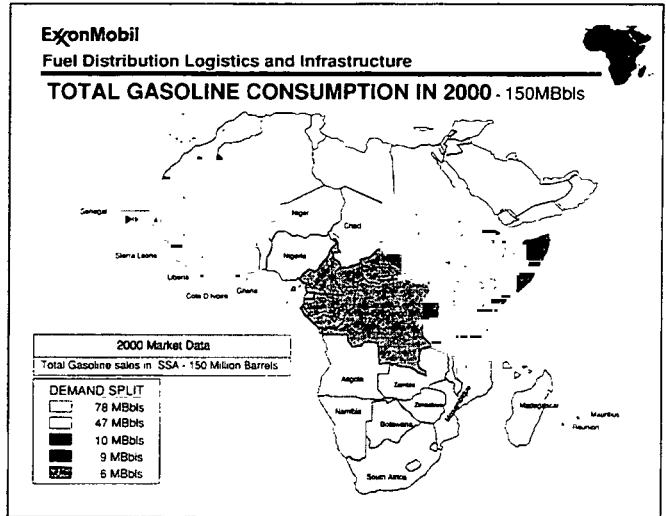 ExxonMobil
Fuel Distribution Logistics and Infrastructure
TOTAL GASOLINE CONSUMPTION IN 2000 - 150MBbls
Senegal
Niger
Chad
Sierra Leone
Nigeria
Liberia
Ghana
Cote D'Ivoire
2000 Market Data
Total Gasoline sales in SSA - 150 Million Barrels
DEMAND SPLIT
78 MBbls
47 MBbls
10 MBbls
9 MBbls
6 MBbls
Angola
Zambia
Zimbabwe
Mozambique
Madagascar
Mauritius
Reunion
Namibia
Botswana
South Africa